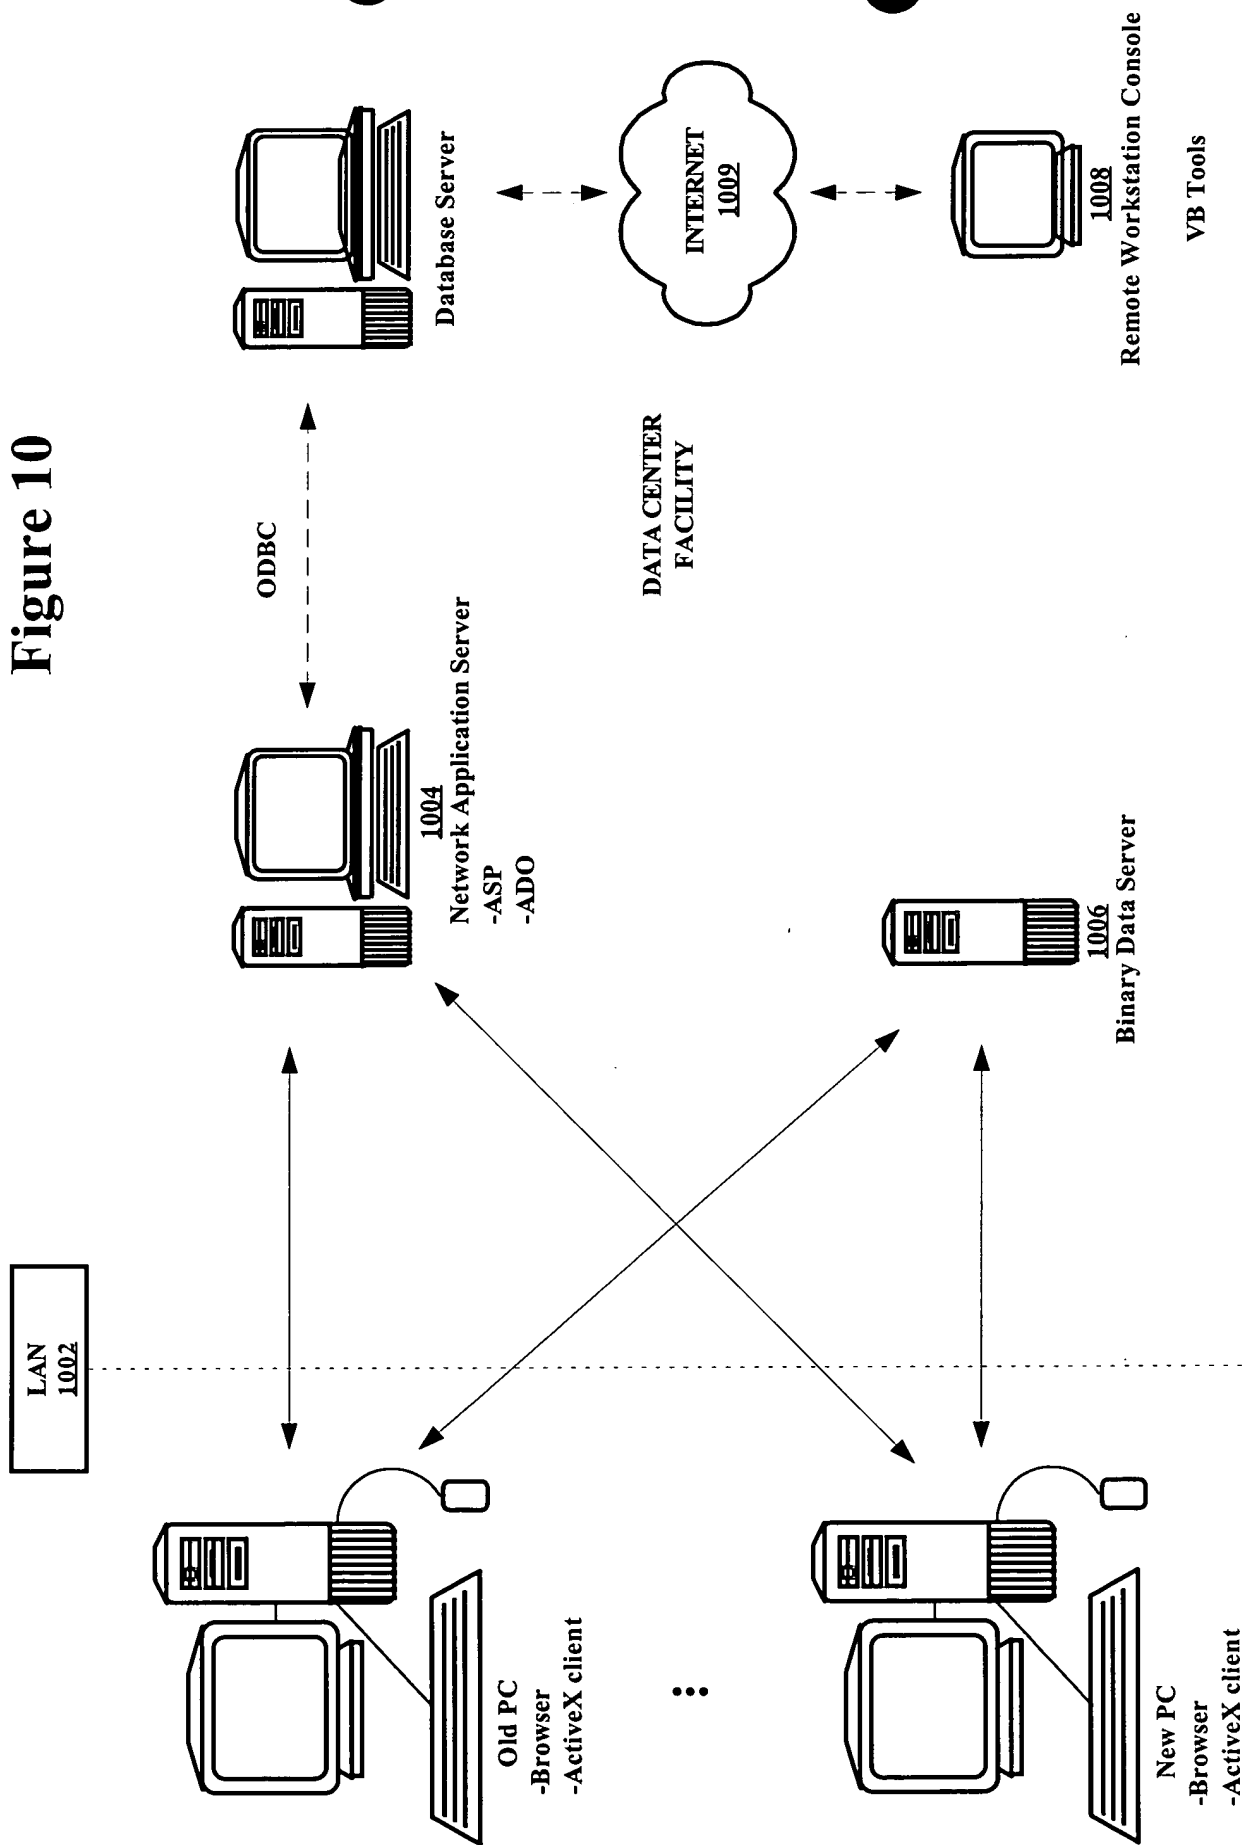 Figure 10
LAN
1002
ODBC
1004
Network Application Server
-ASP
-ADO
Database Server
Old PC
-Browser
-ActiveX client
DATA CENTER
FACILITY
INTERNET
1009
New PC
-Browser
-ActiveX client
1006
Binary Data Server
1008
Remote Workstation Console
VB Tools